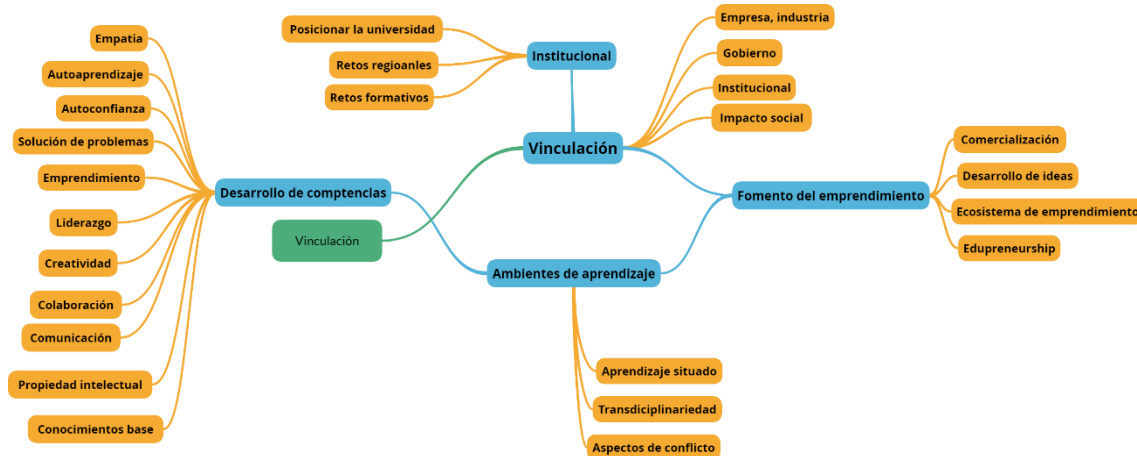 Empatia
Autoaprendizaje
Autoconfianza
Solución de problemas
Emprendimiento
Liderazgo
Creatividad
Colaboración
Comunicación
Propiedad intelectual
Conocimientos base
Desarrollo de comptencias
Vinculación
Posicionar la universidad
Retos regioanles
Retos formativos
Institucional
Vinculación
Empresa, industria
Gobierno
Institucional
Impacto social
Fomento del emprendimiento
Comercialización
Desarrollo de ideas
Ecosistema de emprendimiento
Edupreneurship
Ambientes de aprendizaje
Aprendizaje situado
Transdiciplinariedad
Aspectos de conflicto